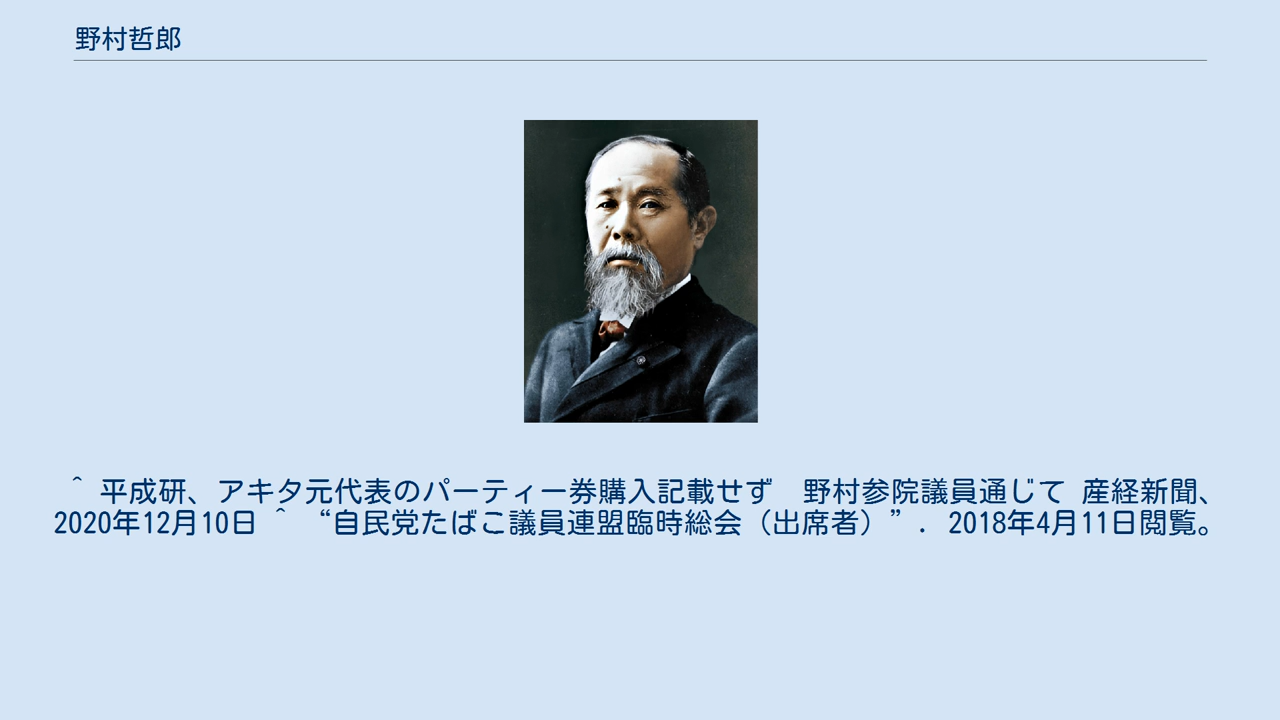 野村哲郎
^ 平成研、アキタ元代表のパーティー券購入記載せず　野村参院議員通じて 産経新聞、
2020年12月10日 ^ “自民党たばこ議員連盟臨時総会（出席者）”. 2018年4月11日閲覧。